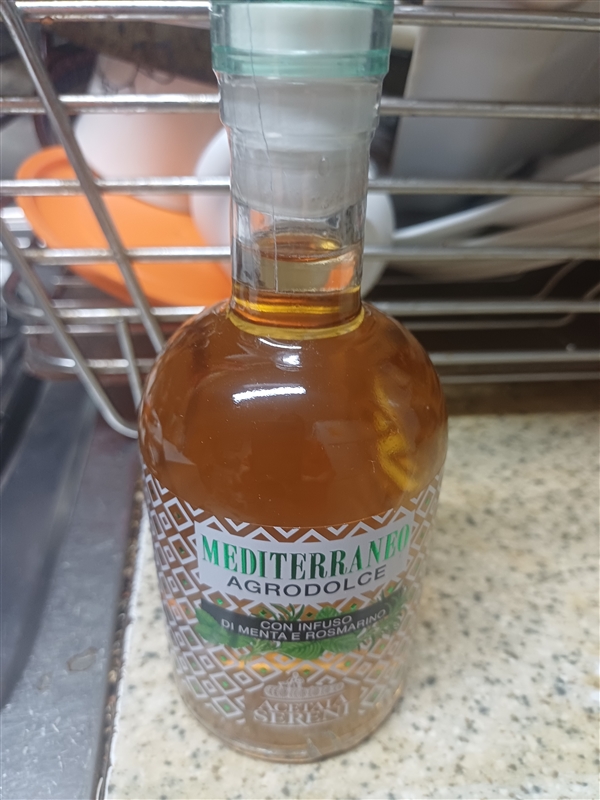 MEDITERRANEO
AGRODOLCE
CON INFUSO
DI MENTA E ROSMARINO
ACETAIA
SERENI